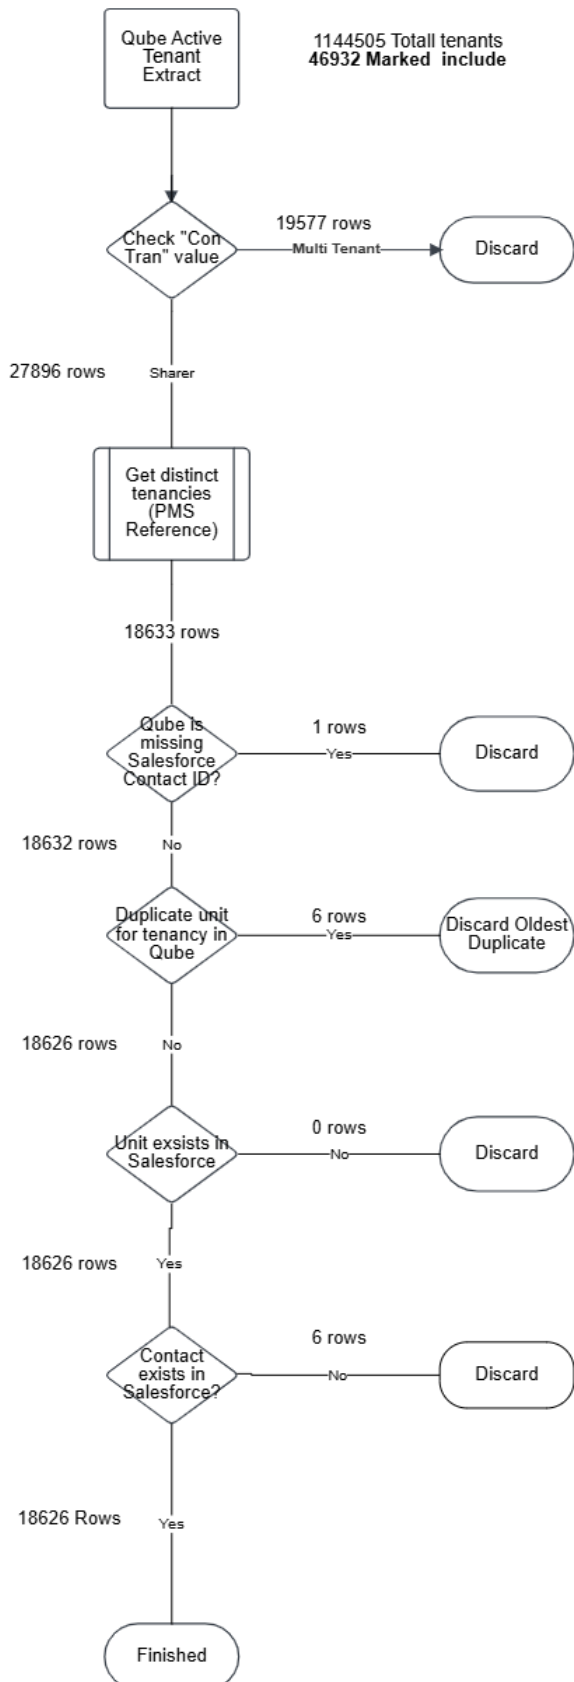 Qube Active
Tenant
Extract
1144505 Totall tenants
46932 Marked include
Check "Con
Tran" value
19577 rows
Multi Tenant
Discard
27896 rows
Sharer
Get distinct
tenancies
(PMS
Reference)
18633 rows
Qube is
missing
Salesforce
Contact ID?
1 rows
Yes
Discard
18632 rows
No
Duplicate unit
for tenancy in
Qube
6 rows
Yes
Discard Oldest
Duplicate
18626 rows
No
Unit exsists in
Salesforce
0 rows
No
Discard
18626 rows
Yes
Contact
exists in
Salesforce?
6 rows
No
Discard
18626 Rows
Yes
Finished